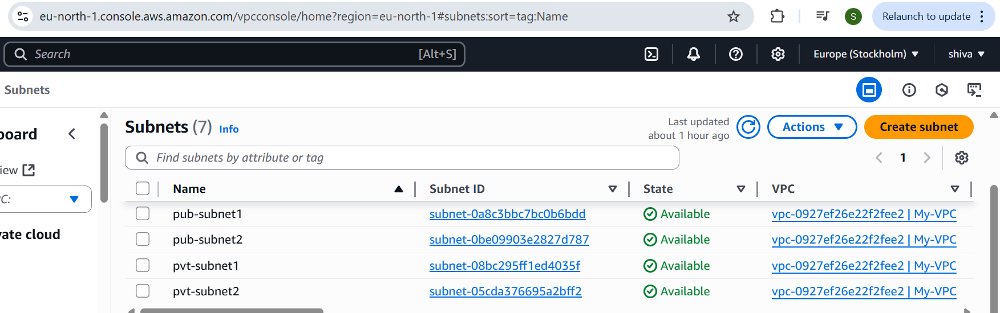 eu-north-1.console.aws.amazon.com/vpcconsole/home?region=eu-north-1#subnets:sort=tag:Name
S
Relaunch to update
Search
[Alt+S]
Europe (Stockholm)
shiva
Subnets
board
Subnets (7) Info
Last updated
about 1 hour ago
Actions
Create subnet
iew
Find subnets by attribute or tag
1
PC:
Name
Subnet ID
State
VPC
pub-subnet1 subnet-0a8c3bbc7bc0b6bdd Available vpc-0927ef26e22f2fee2 | My-VPC
vate cloud
pub-subnet2 subnet-0be09903e2827d787 Available vpc-0927ef26e22f2fee2 | My-VPC
pvt-subnet1 subnet-08bc295ff1ed4035f Available vpc-0927ef26e22f2fee2 | My-VPC
pvt-subnet2 subnet-05cda376695a2bff2 Available vpc-0927ef26e22f2fee2 | My-VPC